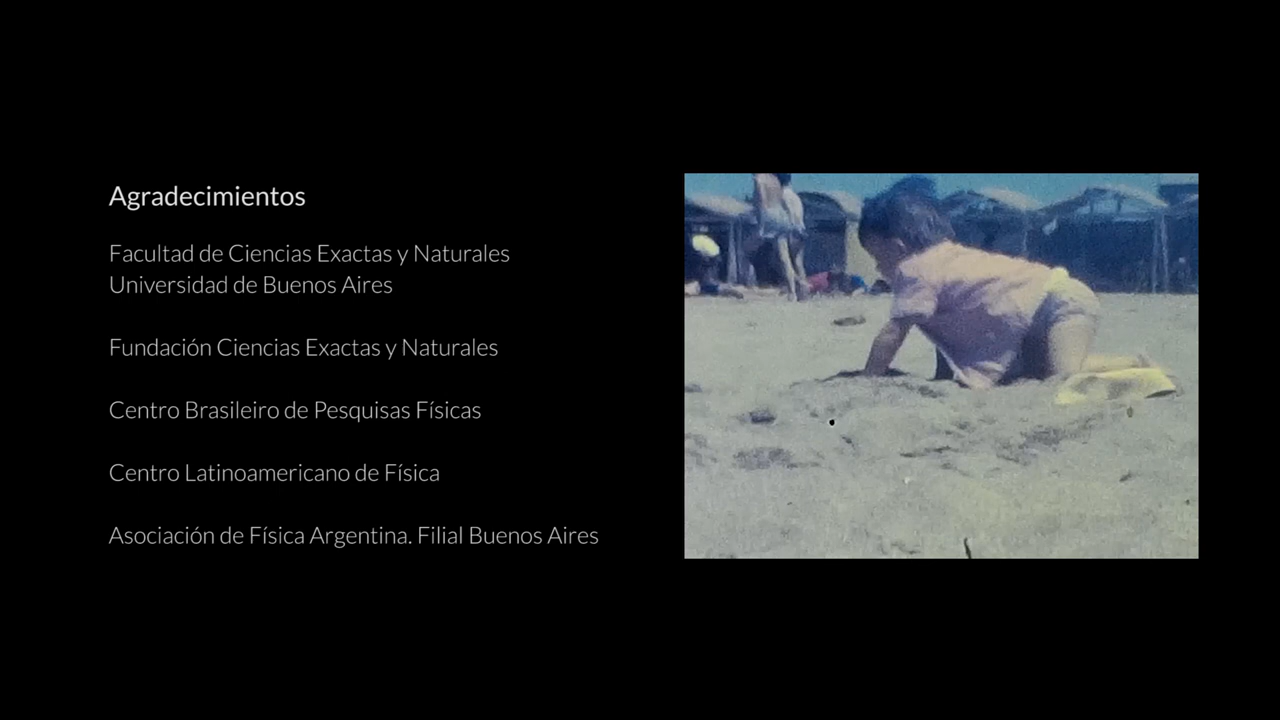 Agradecimientos
Facultad de Ciencias Exactas y Naturales
Universidad de Buenos Aires
Fundación Ciencias Exactas y Naturales
Centro Brasileiro de Pesquisas Físicas
Centro Latinoamericano de Física
Asociación de Física Argentina. Filial Buenos Aires